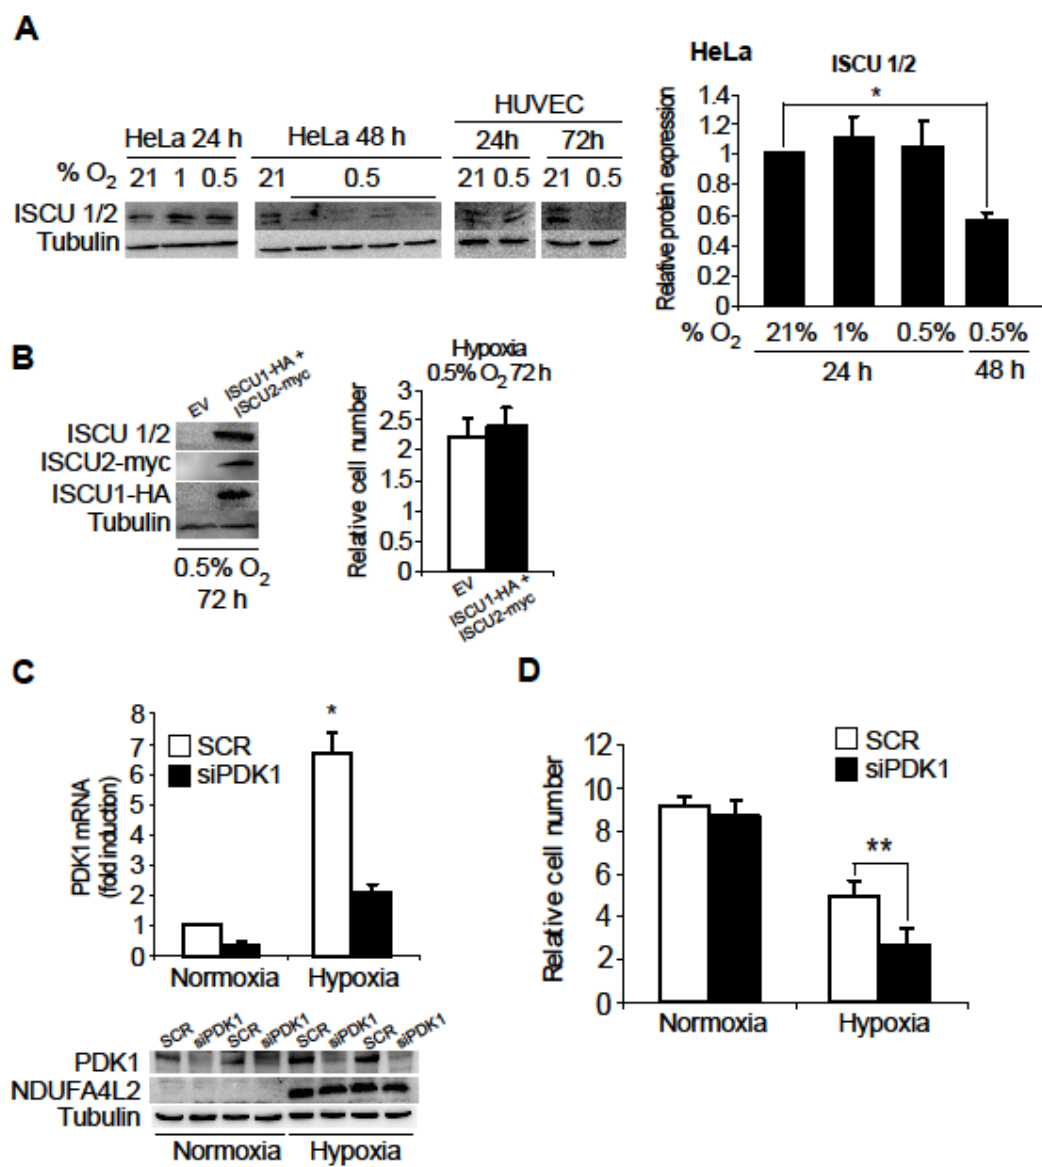 A
HeLa 24 h
HeLa 48 h
HUVEC
24h 72h
% O2 21 1 0.5 21 0.5 21 0.5 21 0.5
ISCU 1/2
Tubulin
HeLa
ISCU 1/2
*
Relative protein expression
1.4
1.2
1
0.8
0.6
0.4
0.2
0
% O2 21% 1% 0.5% 0.5%
24 h 48 h
B
EV
ISCU1-HA +
ISCU2-myc
ISCU 1/2
ISCU2-myc
ISCU1-HA
Tubulin
0.5% O2
72 h
Hypoxia
0.5% O2 72 h
Relative cell number
3
2.5
2
1.5
1
0.5
0
EV
ISCU1-HA +
ISCU2-myc
C
PDK1 mRNA
(fold induction)
8
7
6
5
4
3
2
1
0
SCR
siPDK1
*
Normoxia Hypoxia
SCR siPDK1 SCR siPDK1 SCR siPDK1 SCR siPDK1
PDK1
NDUFA4L2
Tubulin
Normoxia Hypoxia
D
Relative cell number
12
10
8
6
4
2
0
SCR
siPDK1
**
Normoxia Hypoxia